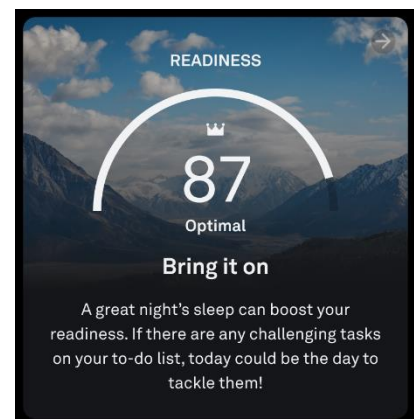 READINESS
87
Optimal
Bring it on
A great night's sleep can boost your
readiness. If there are any challenging tasks
on your to-do list, today could be the day to
tackle them!